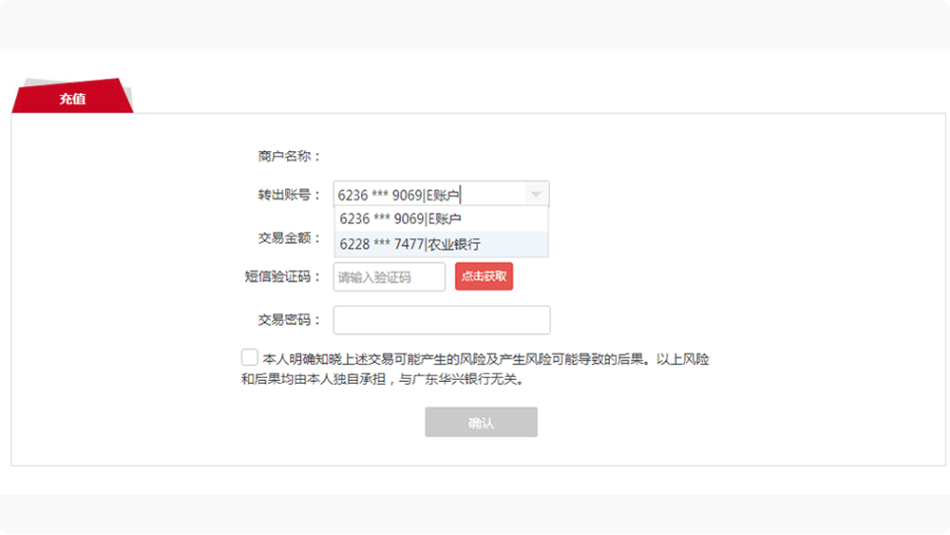 充值
商户名称：
转出账号： 6236 *** 9069|E账户
6236 *** 9069|E账户
交易金额： 6228 *** 7477|农业银行
短信验证码： 请输入验证码 点击获取
交易密码：
本人明确知晓上述交易可能产生的风险及产生风险可能导致的后果。以上风险
和后果均由本人独自承担，与广东华兴银行无关。
确认